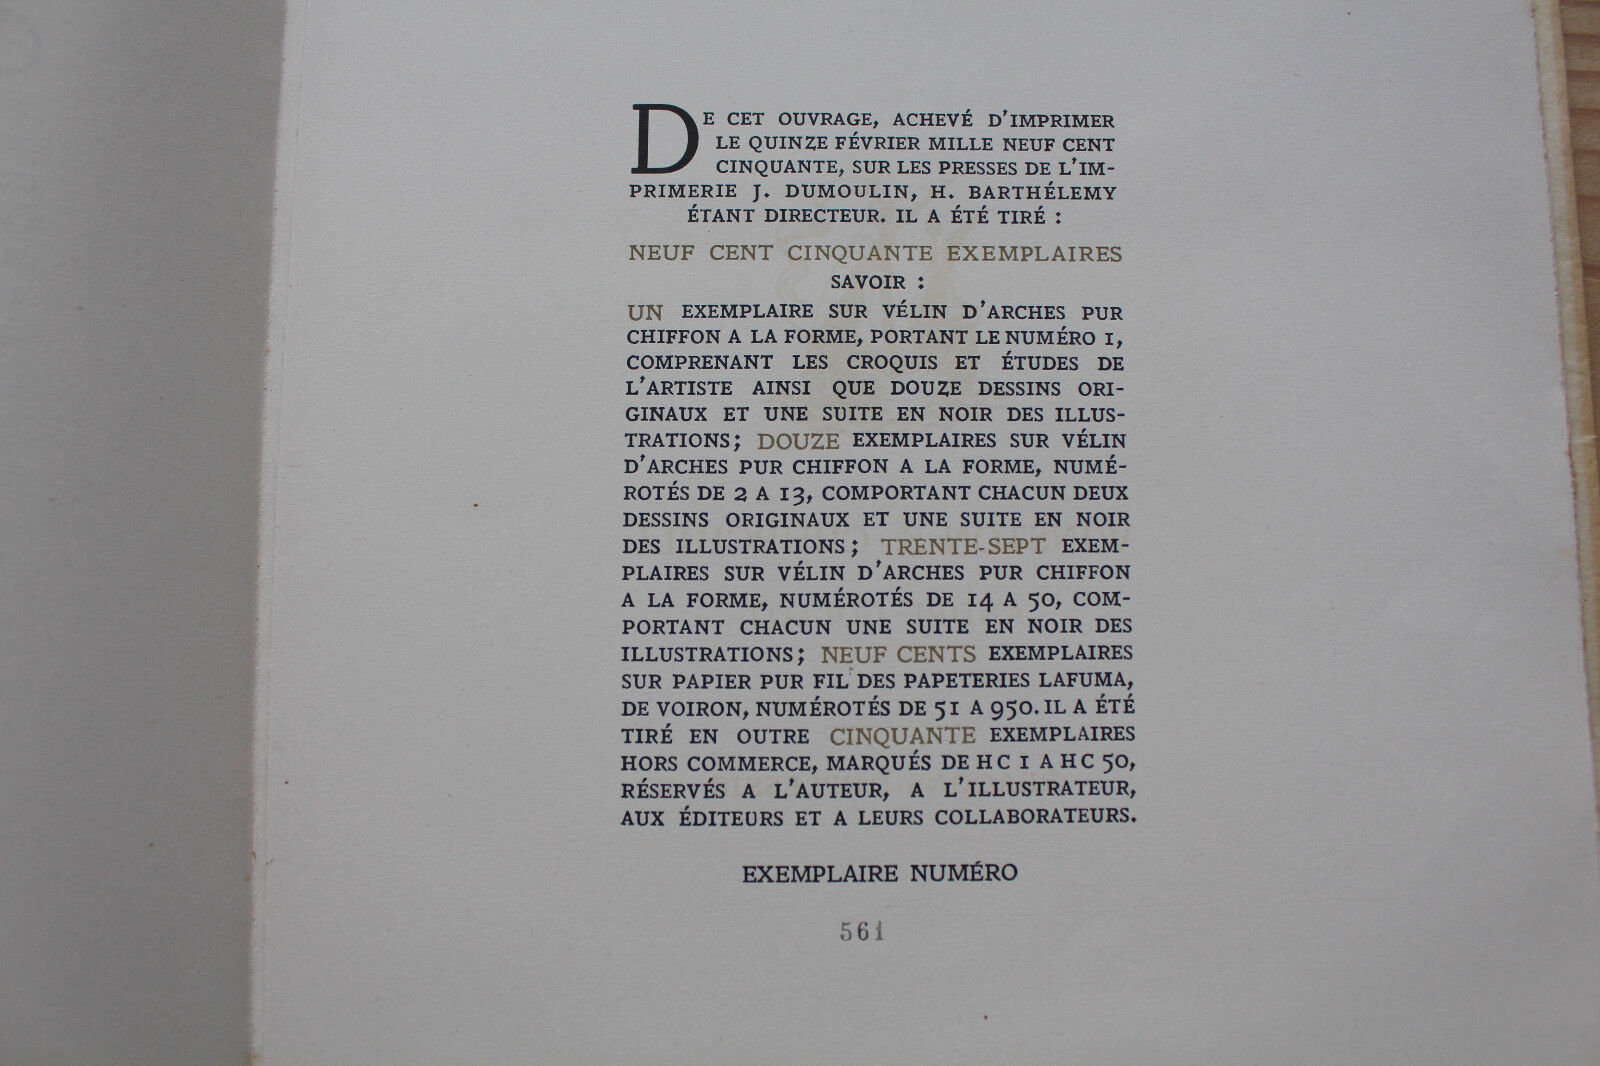 DE CET OUVRAGE, ACHEVÉ D'IMPRIMER
LE QUINZE FÉVRIER MILLE NEUF CENT
CINQUANTE, SUR LES PRESSES DE L'IM-
PRIMERIE J. DUMOULIN, H. BARTHÉLEMY
ÉTANT DIRECTEUR. IL A ÉTÉ TIRÉ :
NEUF CENT CINQUANTE EXEMPLAIRES
SAVOIR :
UN EXEMPLAIRE SUR VÉLIN D'ARCHES PUR
CHIFFON A LA FORME, PORTANT LE NUMÉRO 1,
COMPRENANT LES CROQUIS ET ÉTUDES DE
L'ARTISTE AINSI QUE DOUZE DESSINS ORI-
GINAUX ET UNE SUITE EN NOIR DES ILLUS-
TRATIONS; DOUZE EXEMPLAIRES SUR VÉLIN
D'ARCHES PUR CHIFFON A LA FORME, NUMÉ-
ROTÉS DE 2 A 13, COMPORTANT CHACUN DEUX
DESSINS ORIGINAUX ET UNE SUITE EN NOIR
DES ILLUSTRATIONS; TRENTE-SEPT EXEM-
PLAIRES SUR VÉLIN D'ARCHES PUR CHIFFON
A LA FORME, NUMÉROTÉS DE 14 A 50, COM-
PORTANT CHACUN UNE SUITE EN NOIR DES
ILLUSTRATIONS; NEUF CENTS EXEMPLAIRES
SUR PAPIER PUR FIL DES PAPETERIES LAFUMA,
DE VOIRON, NUMÉROTÉS DE 51 A 950. IL A ÉTÉ
TIRÉ EN OUTRE CINQUANTE EXEMPLAIRES
HORS COMMERCE, MARQUÉS DE HC 1 A HC 50,
RÉSERVÉS A L'AUTEUR, A L'ILLUSTRATEUR,
AUX ÉDITEURS ET A LEURS COLLABORATEURS.
EXEMPLAIRE NUMÉRO
561